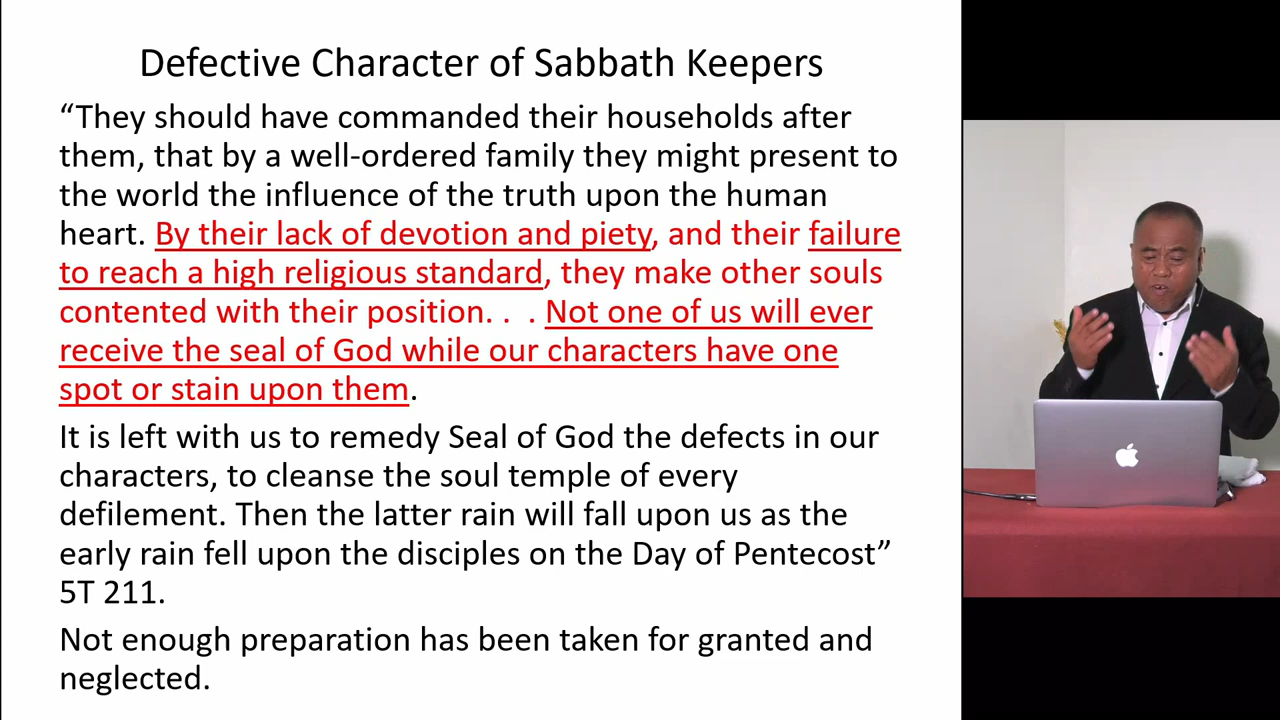 Defective Character of Sabbath Keepers
“They should have commanded their households after
them, that by a well-ordered family they might present to
the world the influence of the truth upon the human
heart. By their lack of devotion and piety, and their failure
to reach a high religious standard, they make other souls
contented with their position. . . Not one of us will ever
receive the seal of God while our characters have one
spot or stain upon them.
It is left with us to remedy Seal of God the defects in our
characters, to cleanse the soul temple of every
defilement. Then the latter rain will fall upon us as the
early rain fell upon the disciples on the Day of Pentecost”
5T 211.
Not enough preparation has been taken for granted and
neglected.